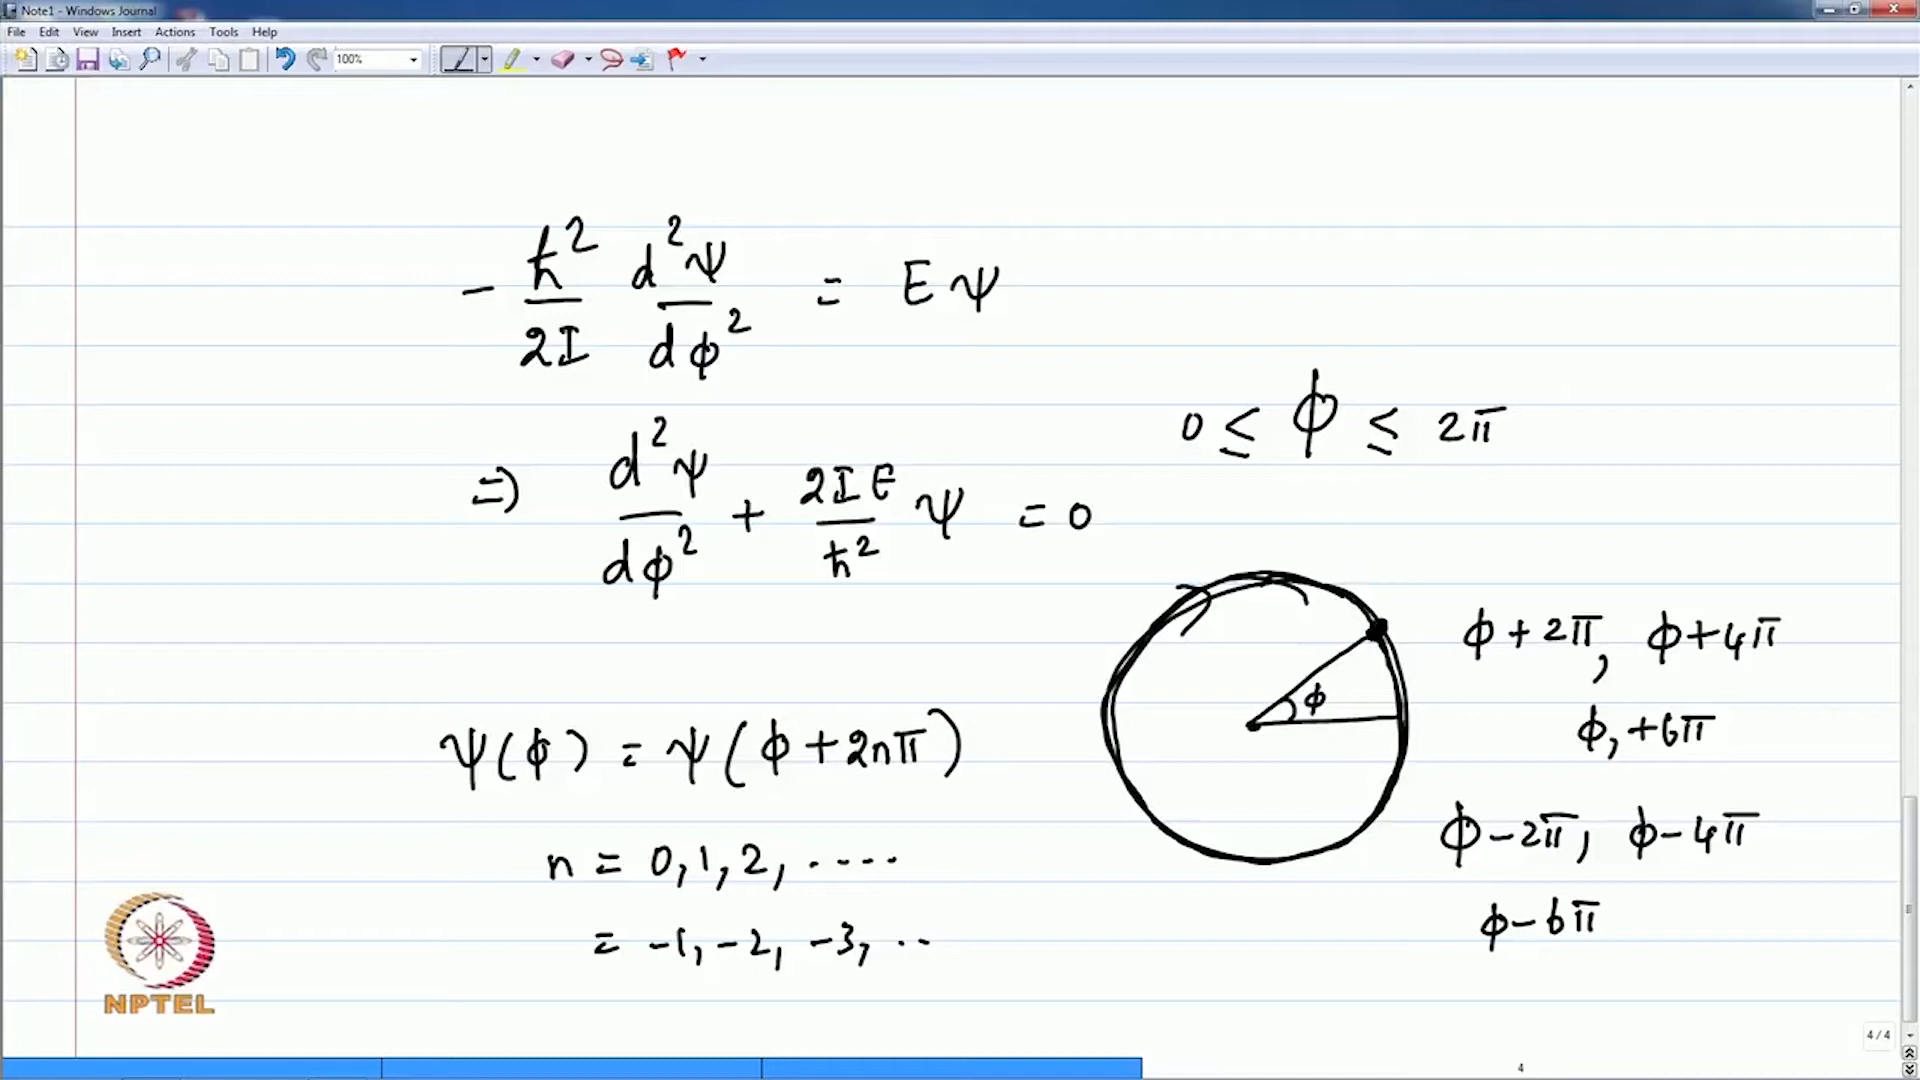 Note1 - Windows Journal
File Edit View Insert Actions Tools Help
100%
- ħ²/2I d²ψ/dφ² = Eψ
0 ≤ φ ≤ 2π
⇒ d²ψ/dφ² + 2IE/ħ² ψ = 0
φ
φ+2π, φ+4π
φ,+6π
ψ(φ) = ψ(φ+2nπ)
φ-2π, φ-4π
n = 0,1,2, ....
φ-6π
= -1,-2, -3, ..
NPTEL
4/4
4